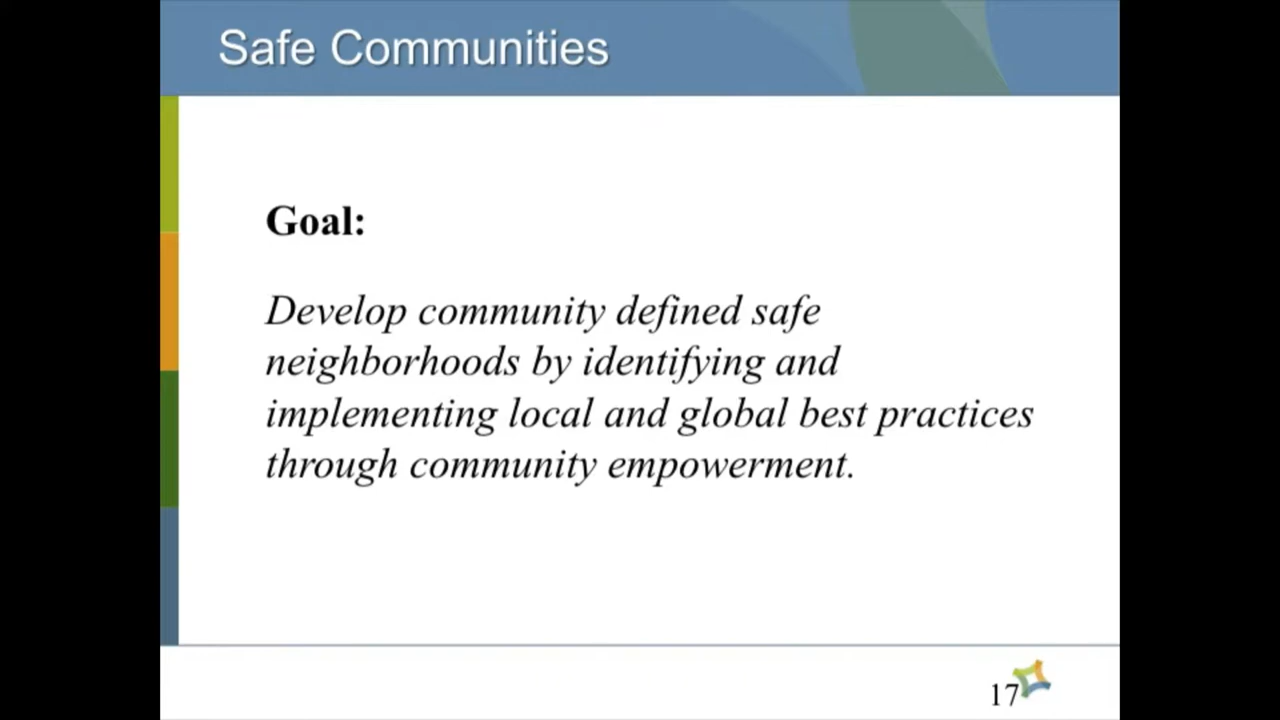 Safe Communities
Goal:
Develop community defined safe
neighborhoods by identifying and
implementing local and global best practices
through community empowerment.
17